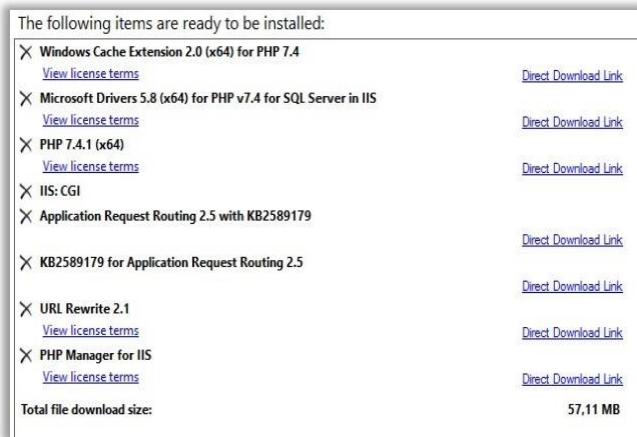 The following items are ready to be installed:
Windows Cache Extension 2.0 (x64) for PHP 7.4
View license terms Direct Download Link
Microsoft Drivers 5.8 (x64) for PHP v7.4 for SQL Server in IIS
View license terms Direct Download Link
PHP 7.4.1 (x64)
View license terms Direct Download Link
IIS: CGI
Application Request Routing 2.5 with KB2589179
Direct Download Link
KB2589179 for Application Request Routing 2.5
Direct Download Link
URL Rewrite 2.1
View license terms Direct Download Link
PHP Manager for IIS
View license terms Direct Download Link
Total file download size: 57,11 MB